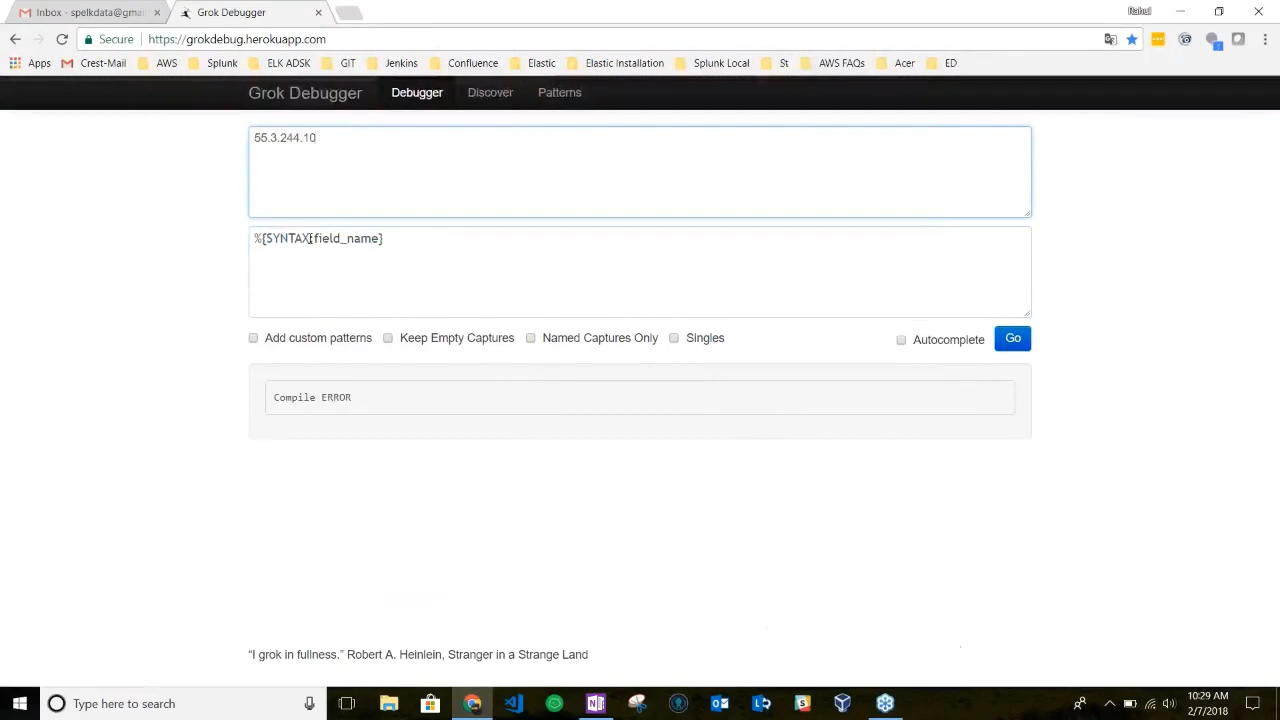 Inbox - spelkdata@gmai
Grok Debugger
Rahul
Secure
https://grokdebug.herokuapp.com
Apps
Crest-Mail
AWS
Splunk
ELK ADSK
GIT
Jenkins
Confluence
Elastic
Elastic Installation
Splunk Local
St
AWS FAQs
Acer
ED
Grok Debugger
Debugger
Discover
Patterns
55.3.244.10
%{SYNTAX:field_name}
Add custom patterns
Keep Empty Captures
Named Captures Only
Singles
Autocomplete
Go
Compile ERROR
“I grok in fullness.” Robert A. Heinlein, Stranger in a Strange Land
Type here to search
10:29 AM
2/7/2018